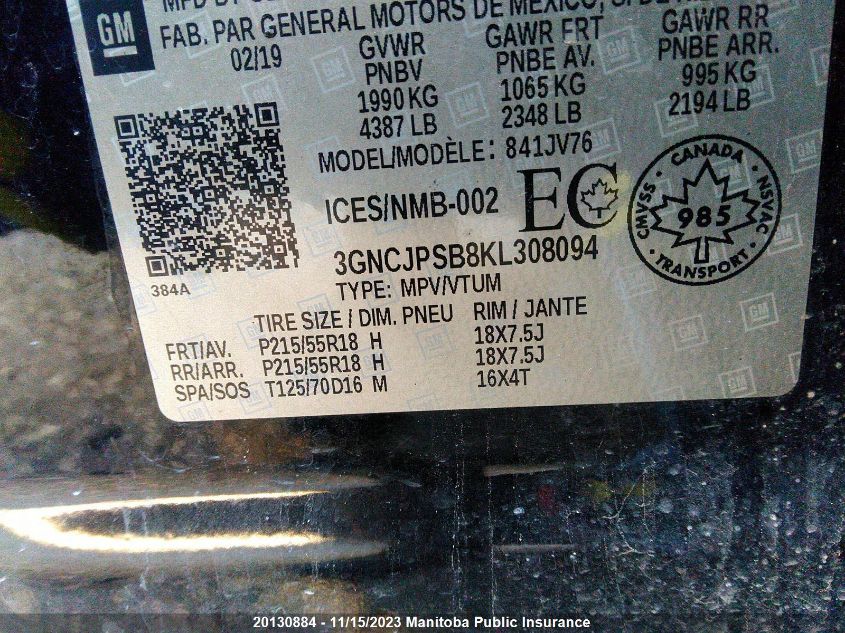 GM
FAB. PAR GENERAL MOTORS DE MEXICO, S. DE
02/19
GVWR
PNBV
1990 KG
4387 LB
GAWR FRT
PNBE AV.
1065 KG
2348 LB
GAWR RR
PNBE ARR.
995 KG
2194 LB
MODEL/MODÈLE: 841JV76
ICES/NMB-002
EC
CANADA
CMVSS
985
NSVAC
TRANSPORT
3GNCJPSB8KL308094
384A
TYPE: MPV/VTUM
TIRE SIZE / DIM. PNEU RIM / JANTE
FRT/AV. P215/55R18 H 18X7.5J
RR/ARR. P215/55R18 H 18X7.5J
SPA/SOS T125/70D16 M 16X4T
20130884 - 11/15/2023 Manitoba Public Insurance